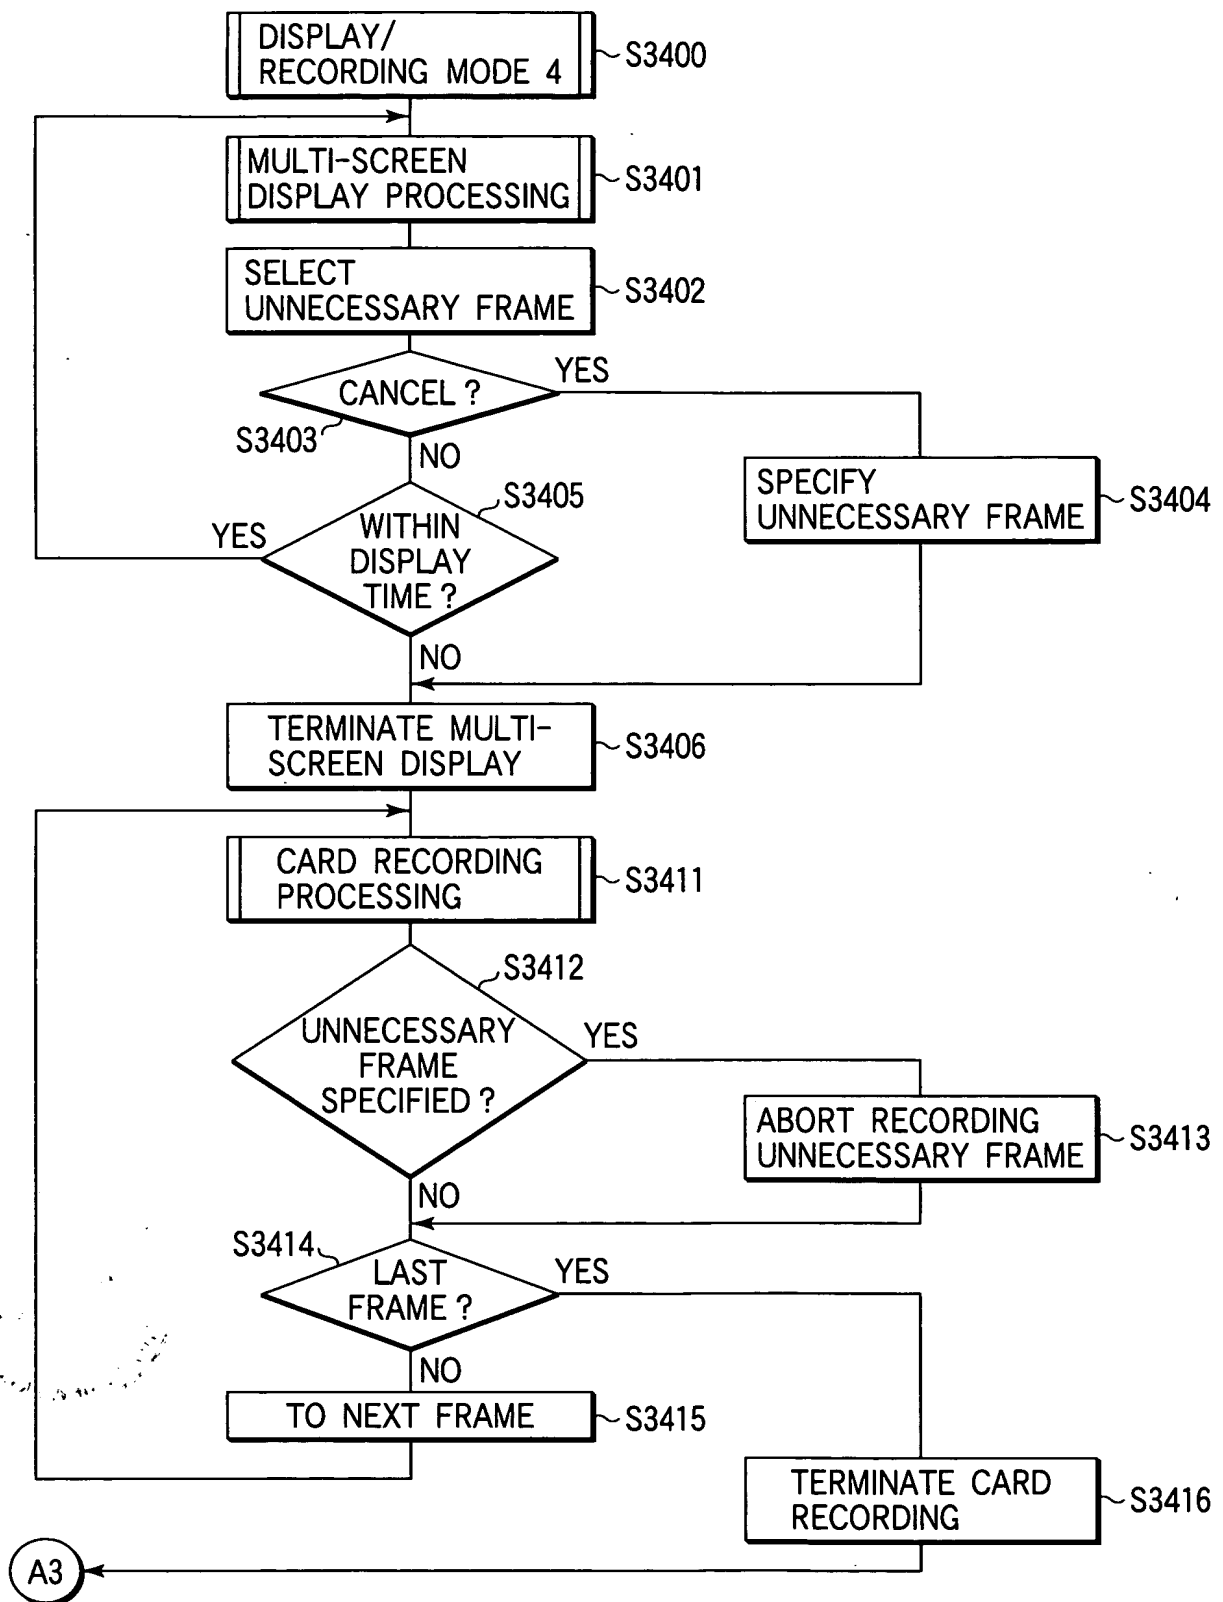 DISPLAY/
RECORDING MODE 4
S3400
MULTI-SCREEN
DISPLAY PROCESSING
S3401
SELECT
UNNECESSARY FRAME
S3402
CANCEL ?
YES
S3403
NO
SPECIFY
UNNECESSARY FRAME
S3404
S3405
YES
WITHIN
DISPLAY
TIME ?
NO
TERMINATE MULTI-
SCREEN DISPLAY
S3406
CARD RECORDING
PROCESSING
S3411
S3412
UNNECESSARY
FRAME
SPECIFIED ?
YES
ABORT RECORDING
UNNECESSARY FRAME
S3413
NO
S3414
LAST
FRAME ?
YES
NO
TO NEXT FRAME
S3415
TERMINATE CARD
RECORDING
S3416
A3